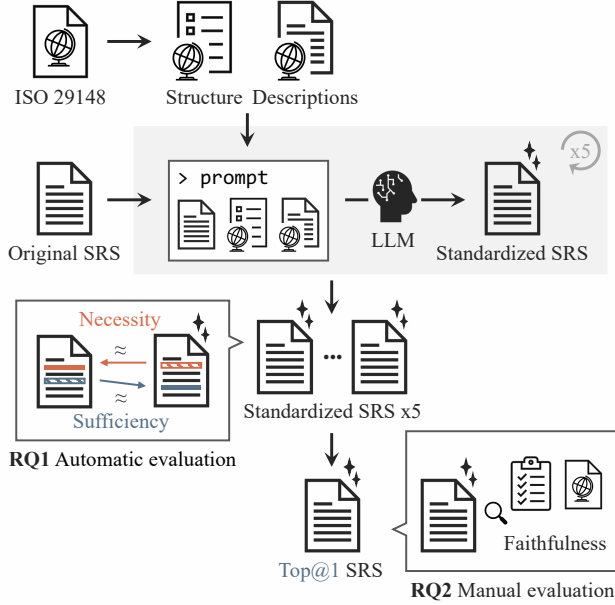 ISO 29148
Structure Descriptions
x5
> prompt
Original SRS
LLM
Standardized SRS
Necessity
≈
≈
Sufficiency
...
Standardized SRS x5
RQ1 Automatic evaluation
Top@1 SRS
Faithfulness
RQ2 Manual evaluation